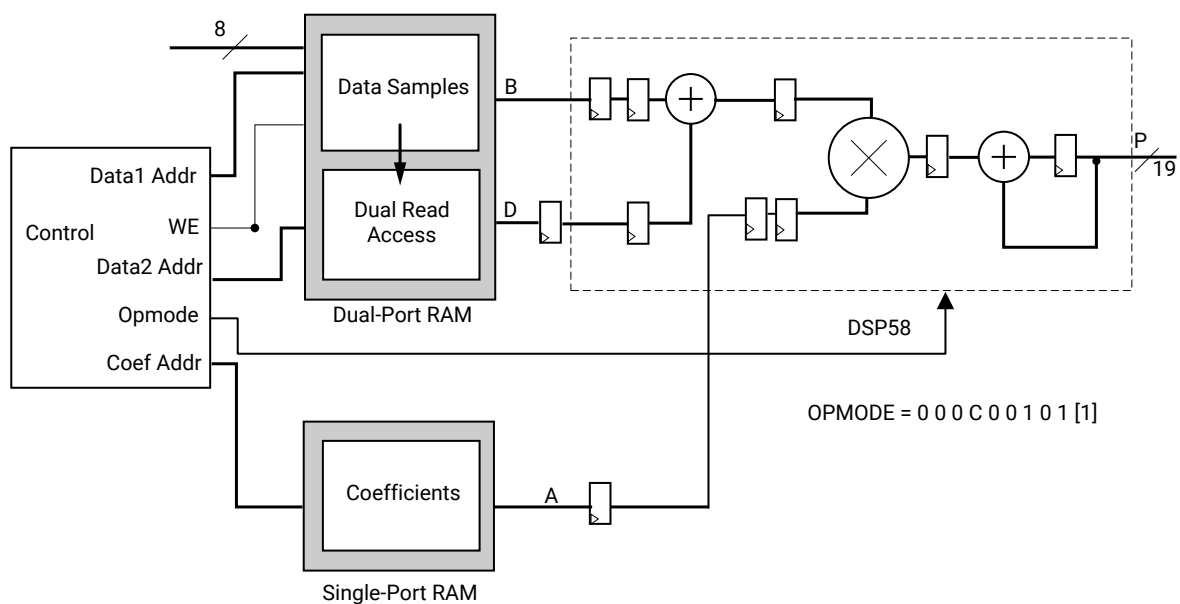 8
Data Samples
B
Dual Read
Access
D
Dual-Port RAM
Control
Data1 Addr
WE
Data2 Addr
Opmode
Coef Addr
P
19
DSP58
OPMODE = 0 0 0 C 0 0 1 0 1 [1]
Coefficients
A
Single-Port RAM